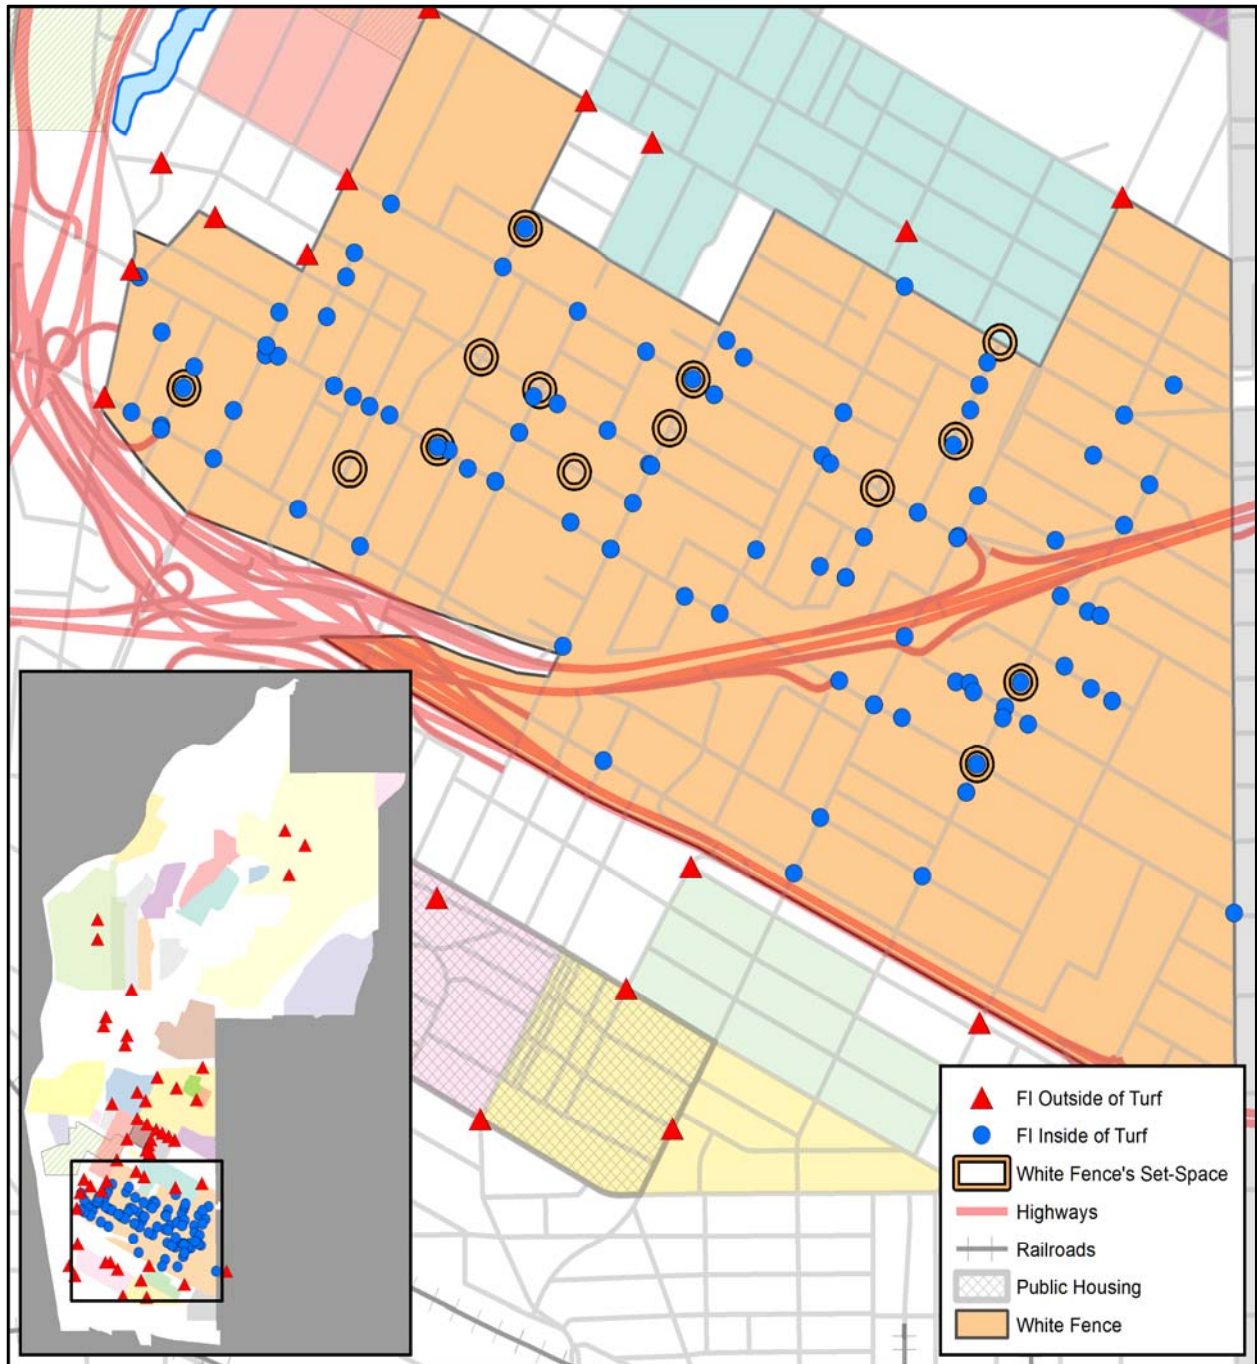 FI Outside of Turf
FI Inside of Turf
White Fence's Set-Space
Highways
Railroads
Public Housing
White Fence